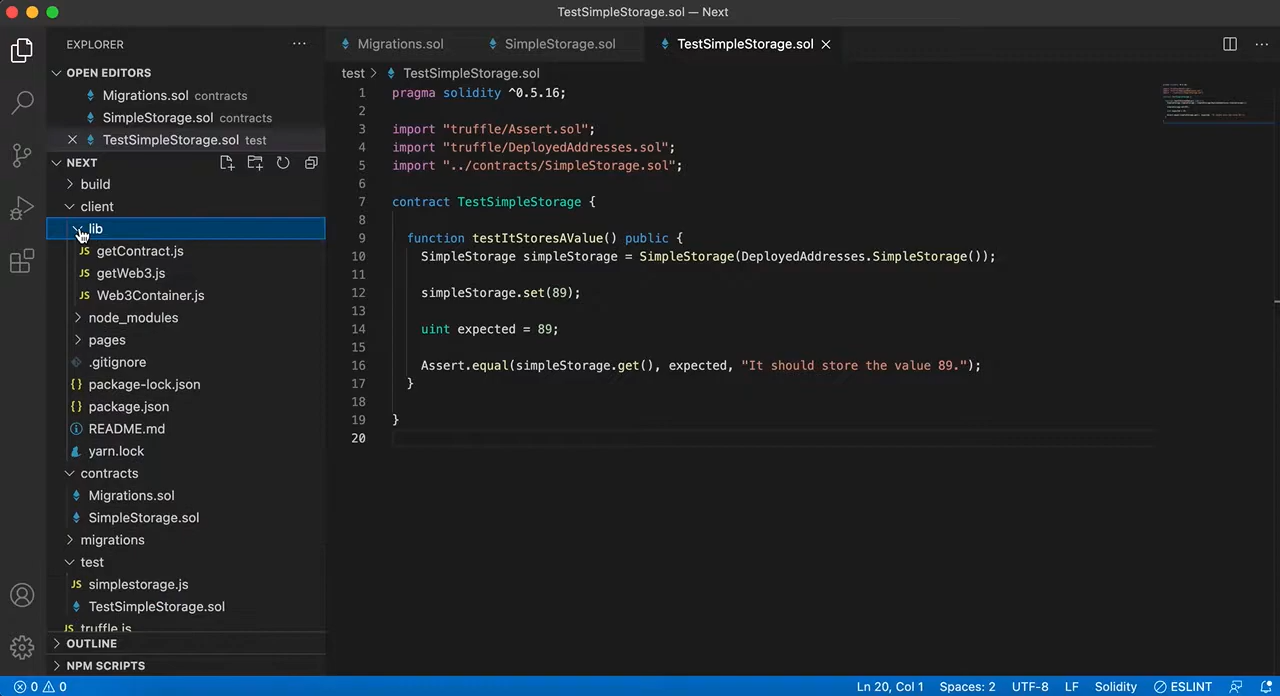 TestSimpleStorage.sol — Next
EXPLORER
OPEN EDITORS
Migrations.sol contracts
SimpleStorage.sol contracts
TestSimpleStorage.sol test
NEXT
build
client
lib
getContract.js
getWeb3.js
Web3Container.js
node_modules
pages
.gitignore
package-lock.json
package.json
README.md
yarn.lock
contracts
Migrations.sol
SimpleStorage.sol
migrations
test
simplestorage.js
TestSimpleStorage.sol
truffle.js
OUTLINE
NPM SCRIPTS
Migrations.sol
SimpleStorage.sol
TestSimpleStorage.sol
test > TestSimpleStorage.sol
1 pragma solidity ^0.5.16;
2
3 import "truffle/Assert.sol";
4 import "truffle/DeployedAddresses.sol";
5 import "../contracts/SimpleStorage.sol";
6
7 contract TestSimpleStorage {
8
9 function testItStoresAValue() public {
10 SimpleStorage simpleStorage = SimpleStorage(DeployedAddresses.SimpleStorage());
11
12 simpleStorage.set(89);
13
14 uint expected = 89;
15
16 Assert.equal(simpleStorage.get(), expected, "It should store the value 89.");
17 }
18
19 }
20
0 0
Ln 20, Col 1
Spaces: 2
UTF-8
LF
Solidity
ESLINT